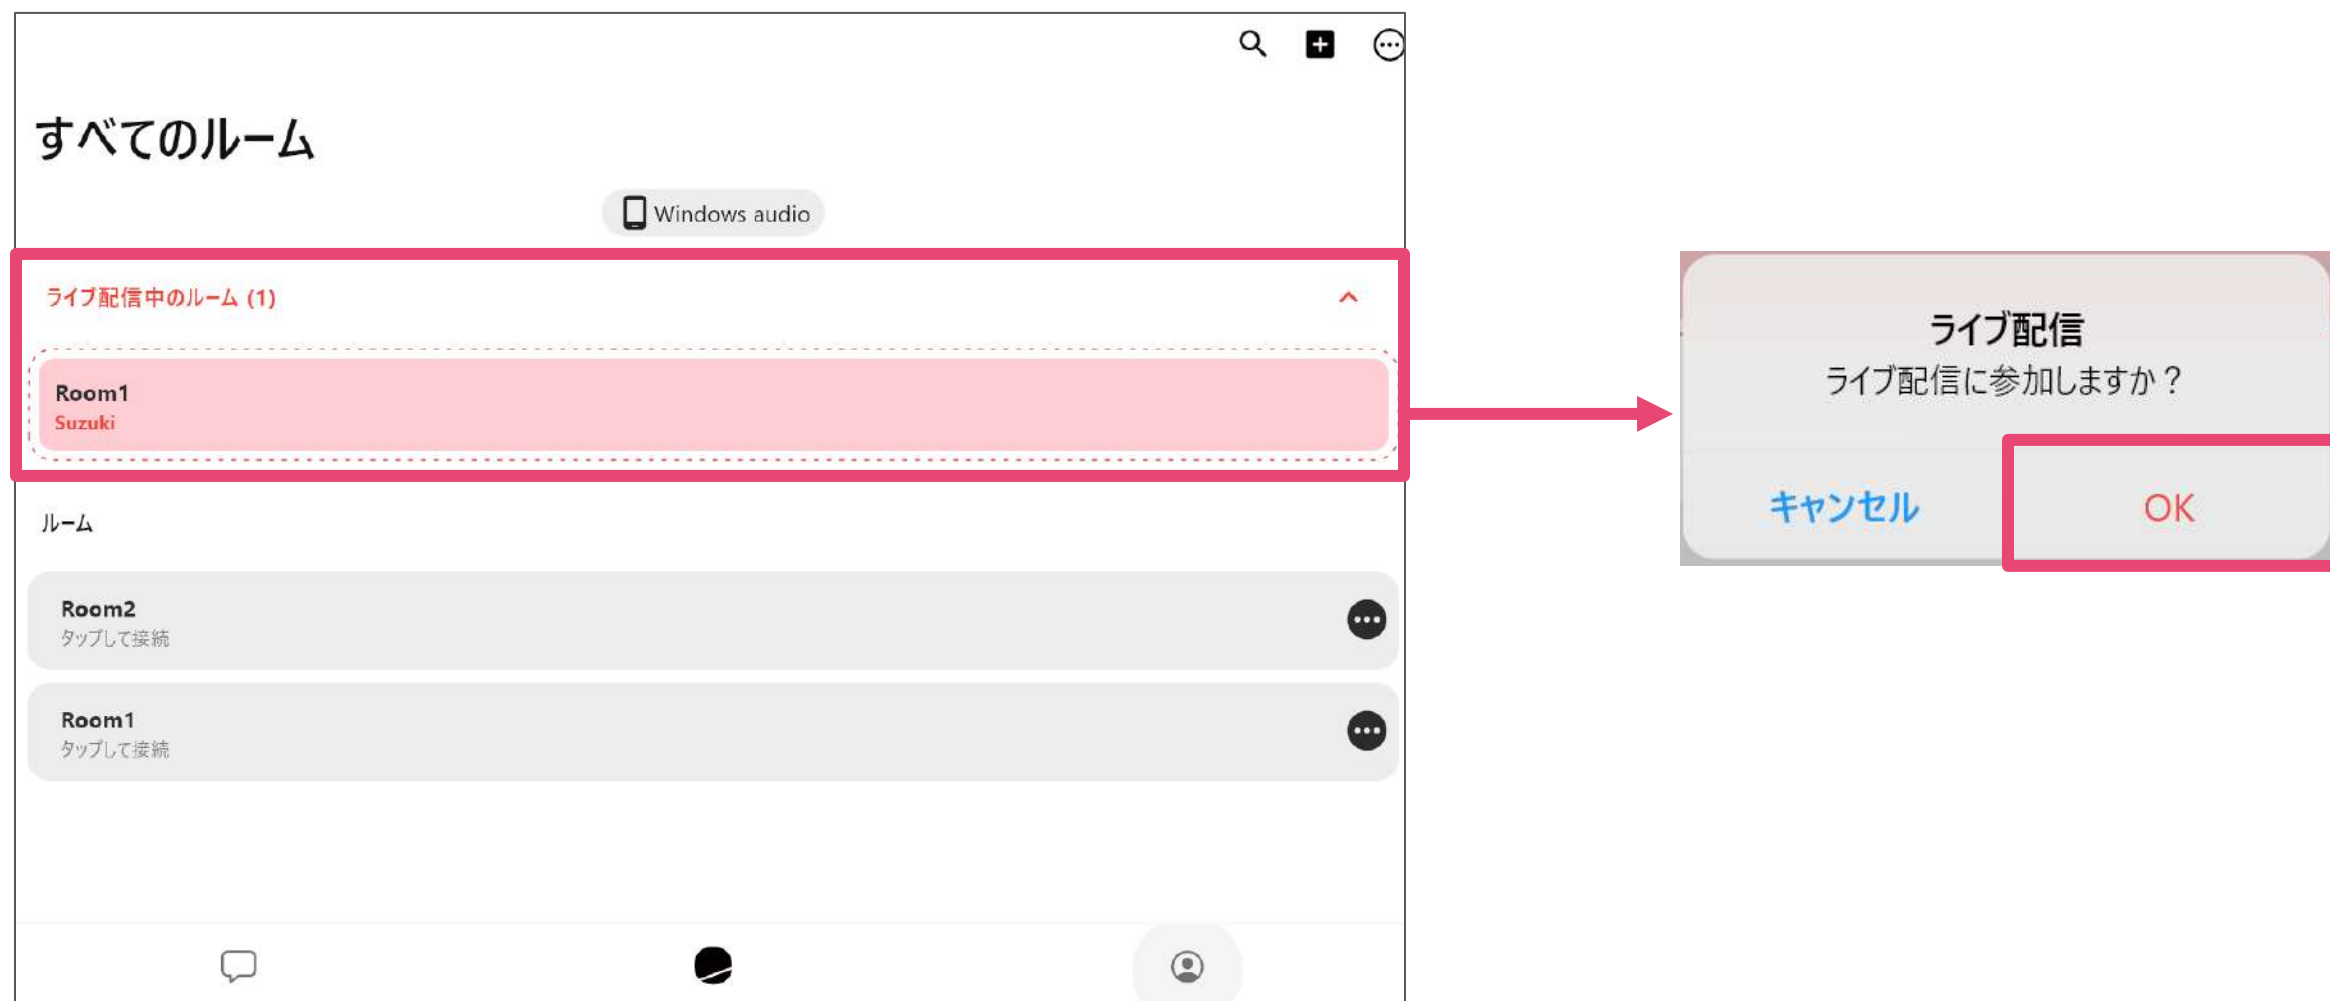 すべてのルーム
Windows audio
ライブ配信中のルーム (1)
Room1
Suzuki
ルーム
Room2
タップして接続
Room1
タップして接続
ライブ配信
ライブ配信に参加しますか？
キャンセル
OK